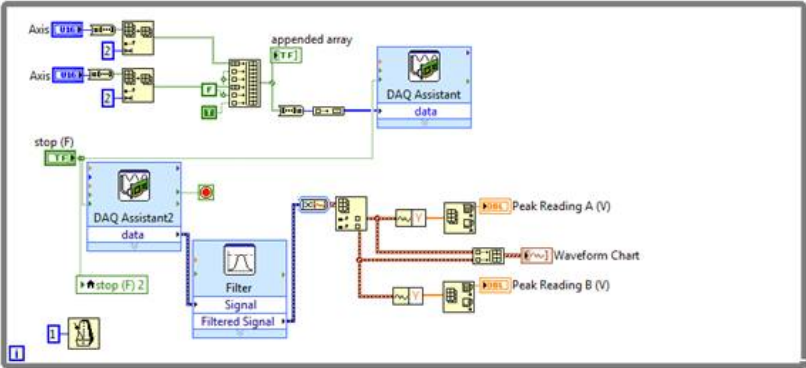 Axis U16
2
appended array
TF
Axis U16
2
F
DAQ Assistant
data
stop (F)
TF
DAQ Assistant2
data
stop (F) 2
Filter
Signal
Filtered Signal
Y
DBL Peak Reading A (V)
Waveform Chart
Y
DBL Peak Reading B (V)
1
i